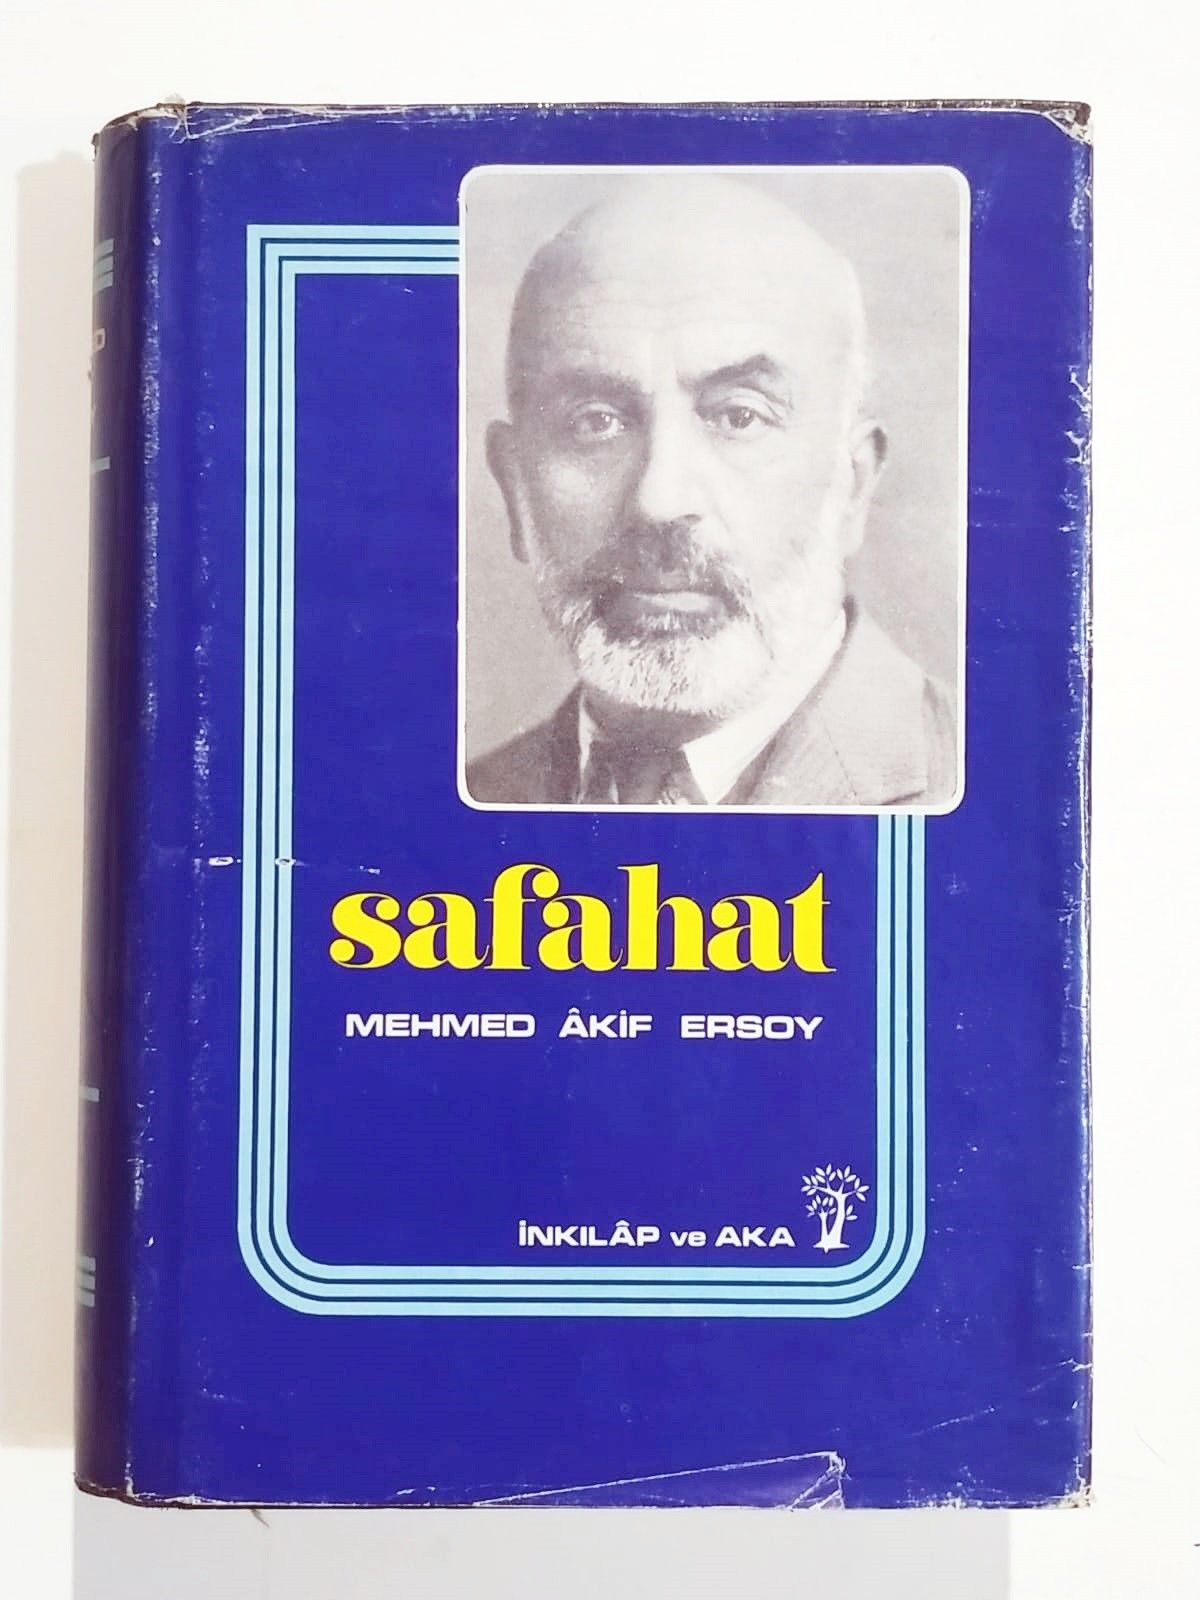 safahat
MEHMED ÂKİF ERSOY
İNKILÂP ve AKA